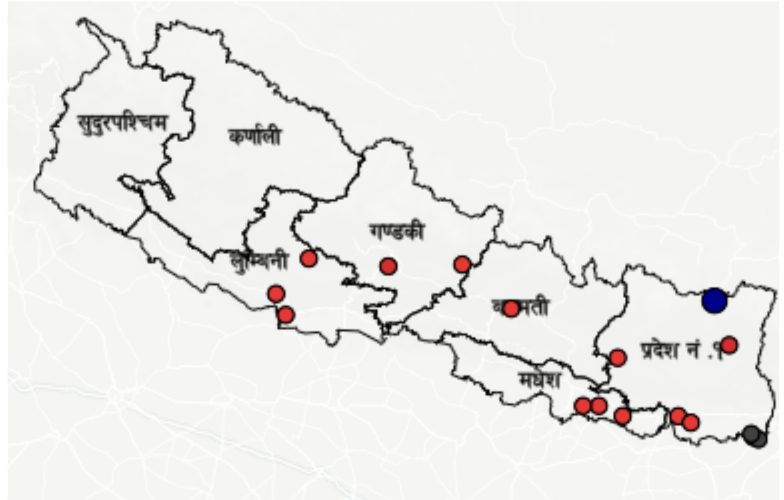 सुदुरपश्चिम
कर्णाली
गण्डकी
लुम्बिनी
प्रदेश नं .१
मधेश